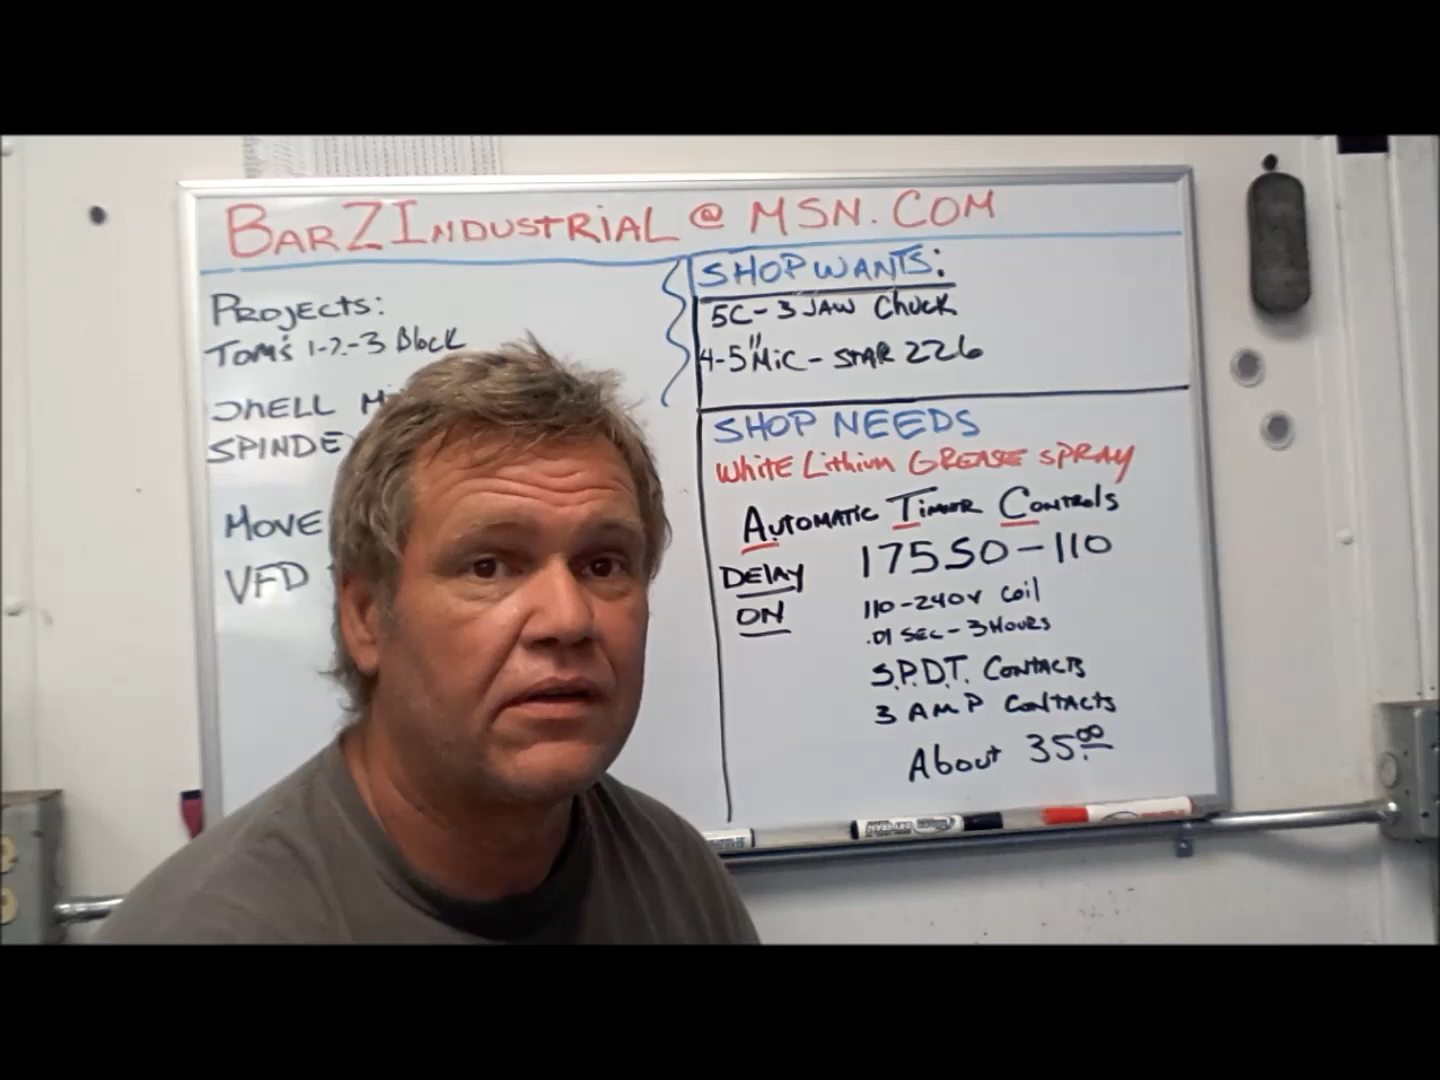 BARZINDUSTRIAL @ MSN.COM
PROJECTS:
TOM'S 1-2-3 Block
SHELL
SPINDE
MOVE
VFD
SHOP WANTS:
5C-3 JAW Chuck
4-5" MiC - STAR 226
SHOP NEEDS
White Lithium GREASE SPRAY
AUTOMATIC TIMER CONTROLS
DELAY
ON
17550-110
110-240V Coil
.01 SEC - 3 HOURS
S.P.D.T. CONTACTS
3 AMP CONTACTS
About 35.00